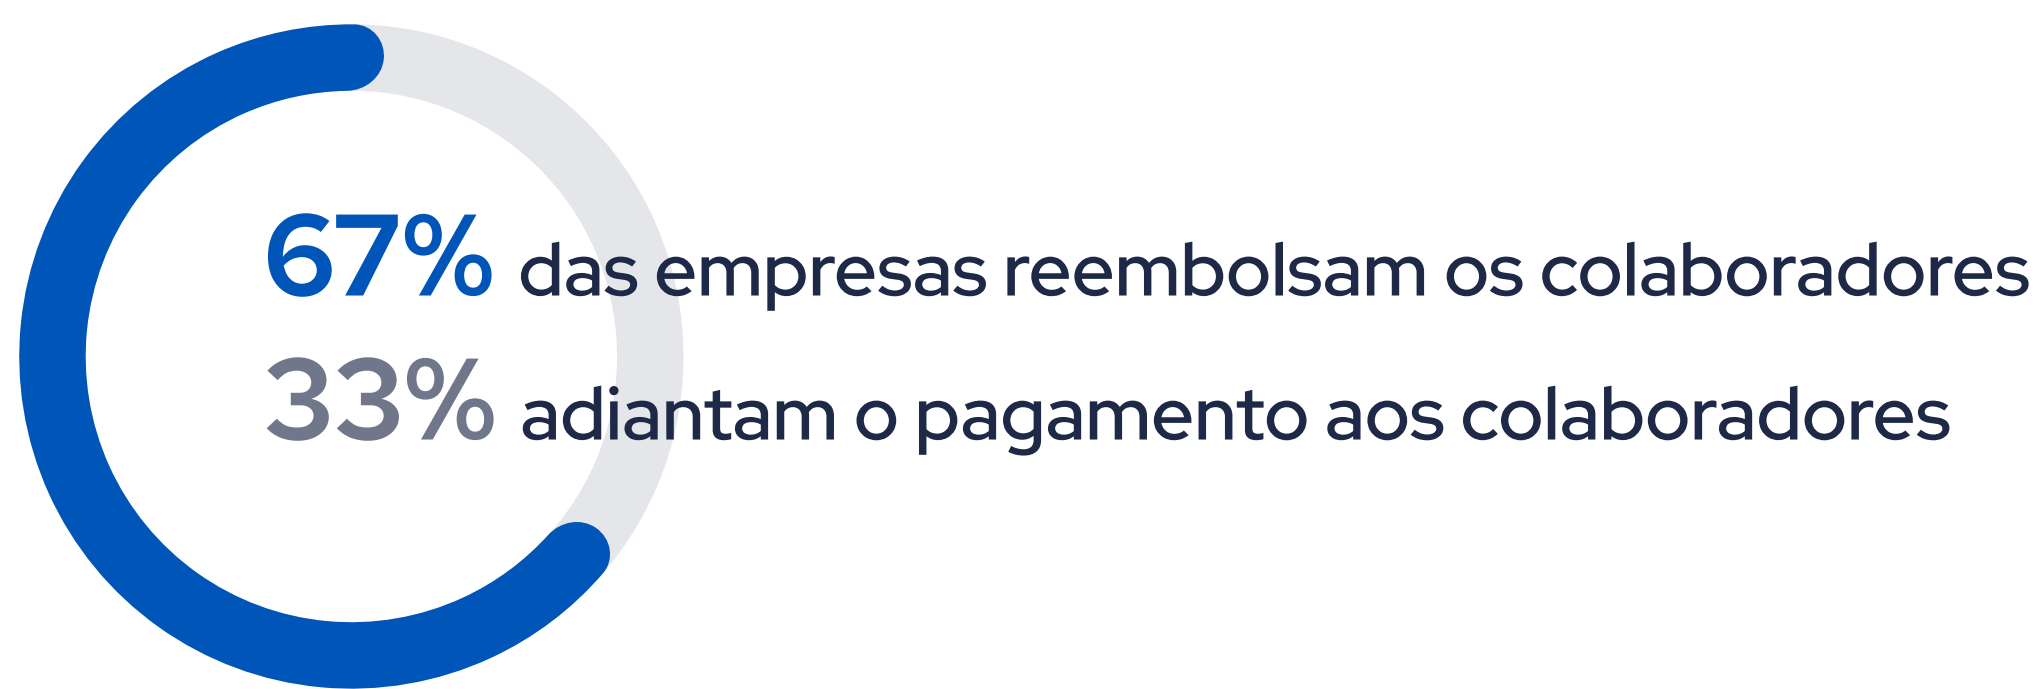 67% das empresas reembolsam os colaboradores
33% adiantam o pagamento aos colaboradores